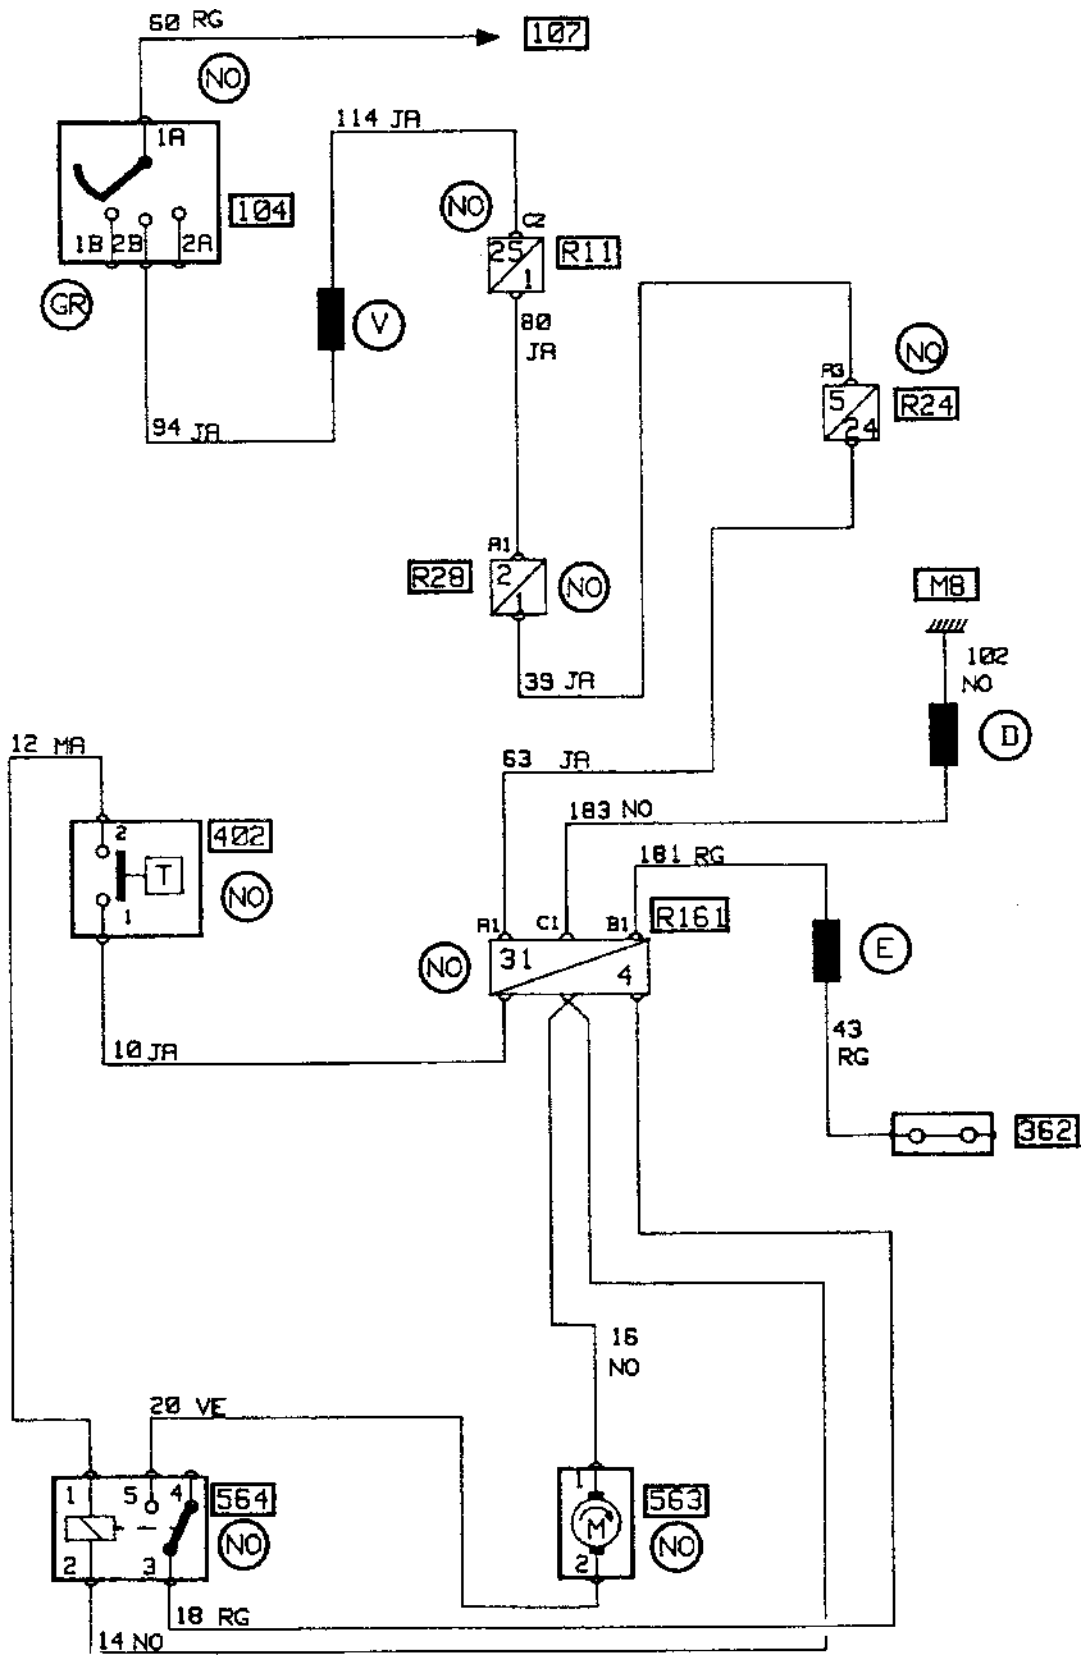 60 RG
107
NO
1A
114 JA
104
NO
C2
1B 2B 2A
25
1
R11
GR
V
80
JA
NO
A3
5
24
R24
94 JA
A1
R28
2
1
NO
M8
102
NO
39 JA
D
12 MA
63 JA
183 NO
2
402
T
181 RG
NO
1
A1 C1 B1
R161
31
4
NO
E
10 JA
43
RG
362
16
NO
20 VE
1 5 4
564
1
563
M
NO
NO
2 3
2
18 RG
14 NO